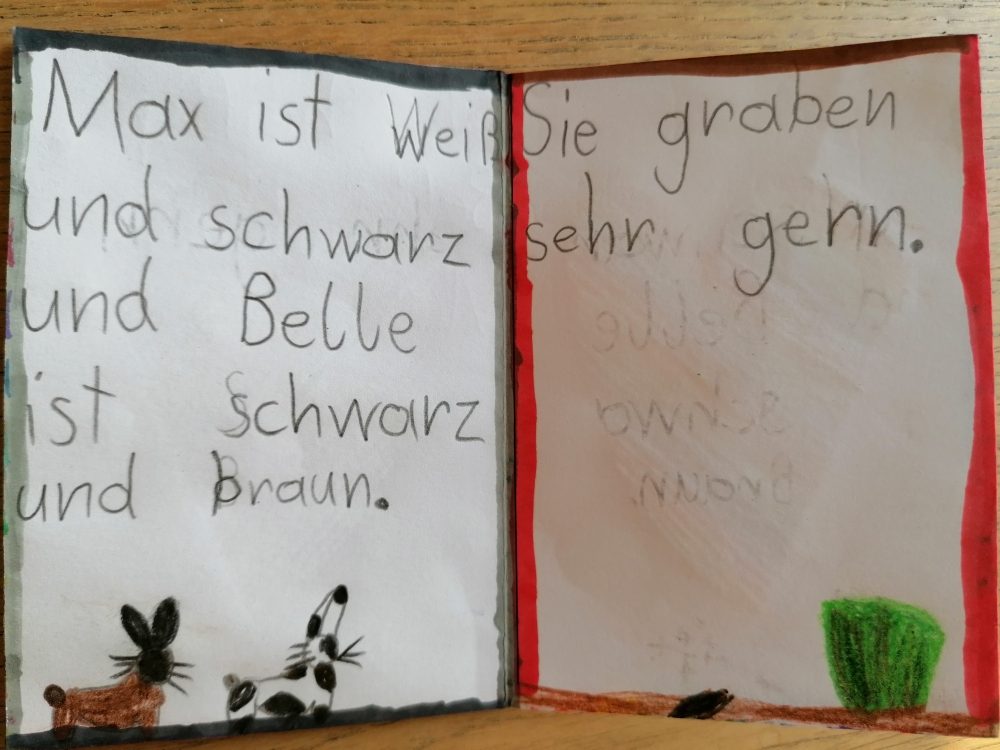 Max ist Weiß
und schwarz
und Belle
ist schwarz
und braun.
Sie graben
sehr gern.